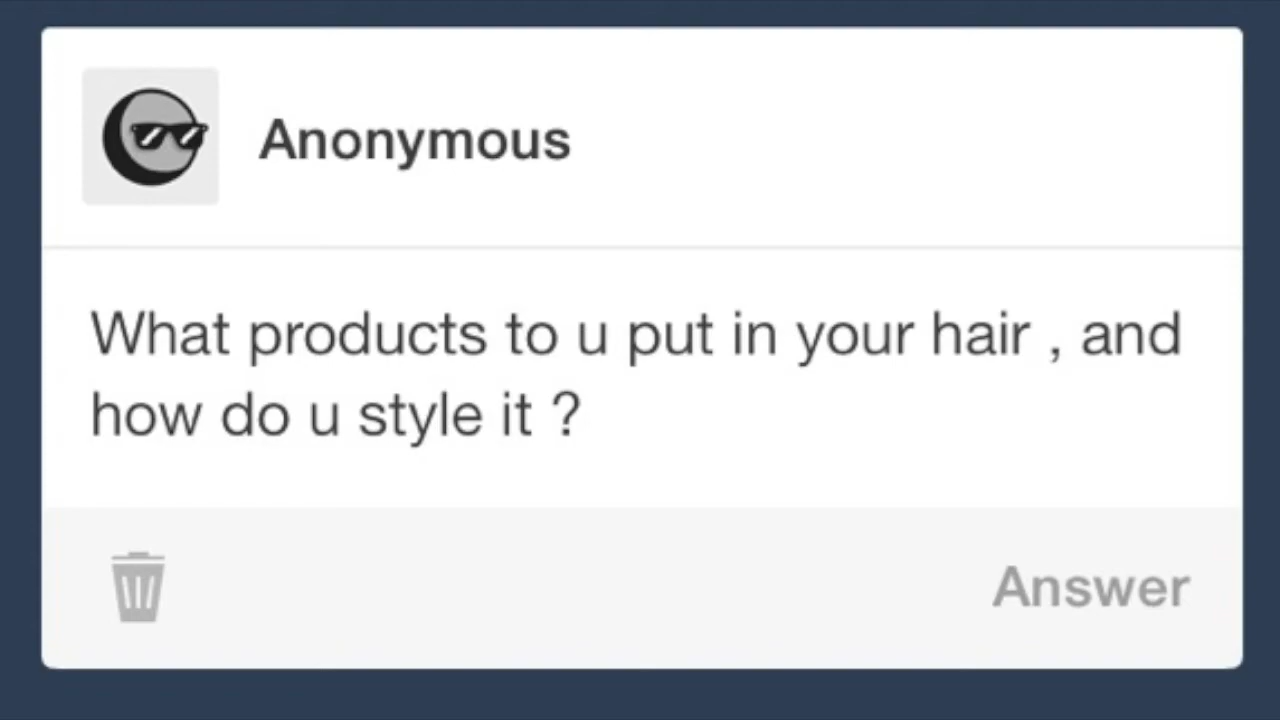 Anonymous
What products to u put in your hair , and
how do u style it ?
Answer